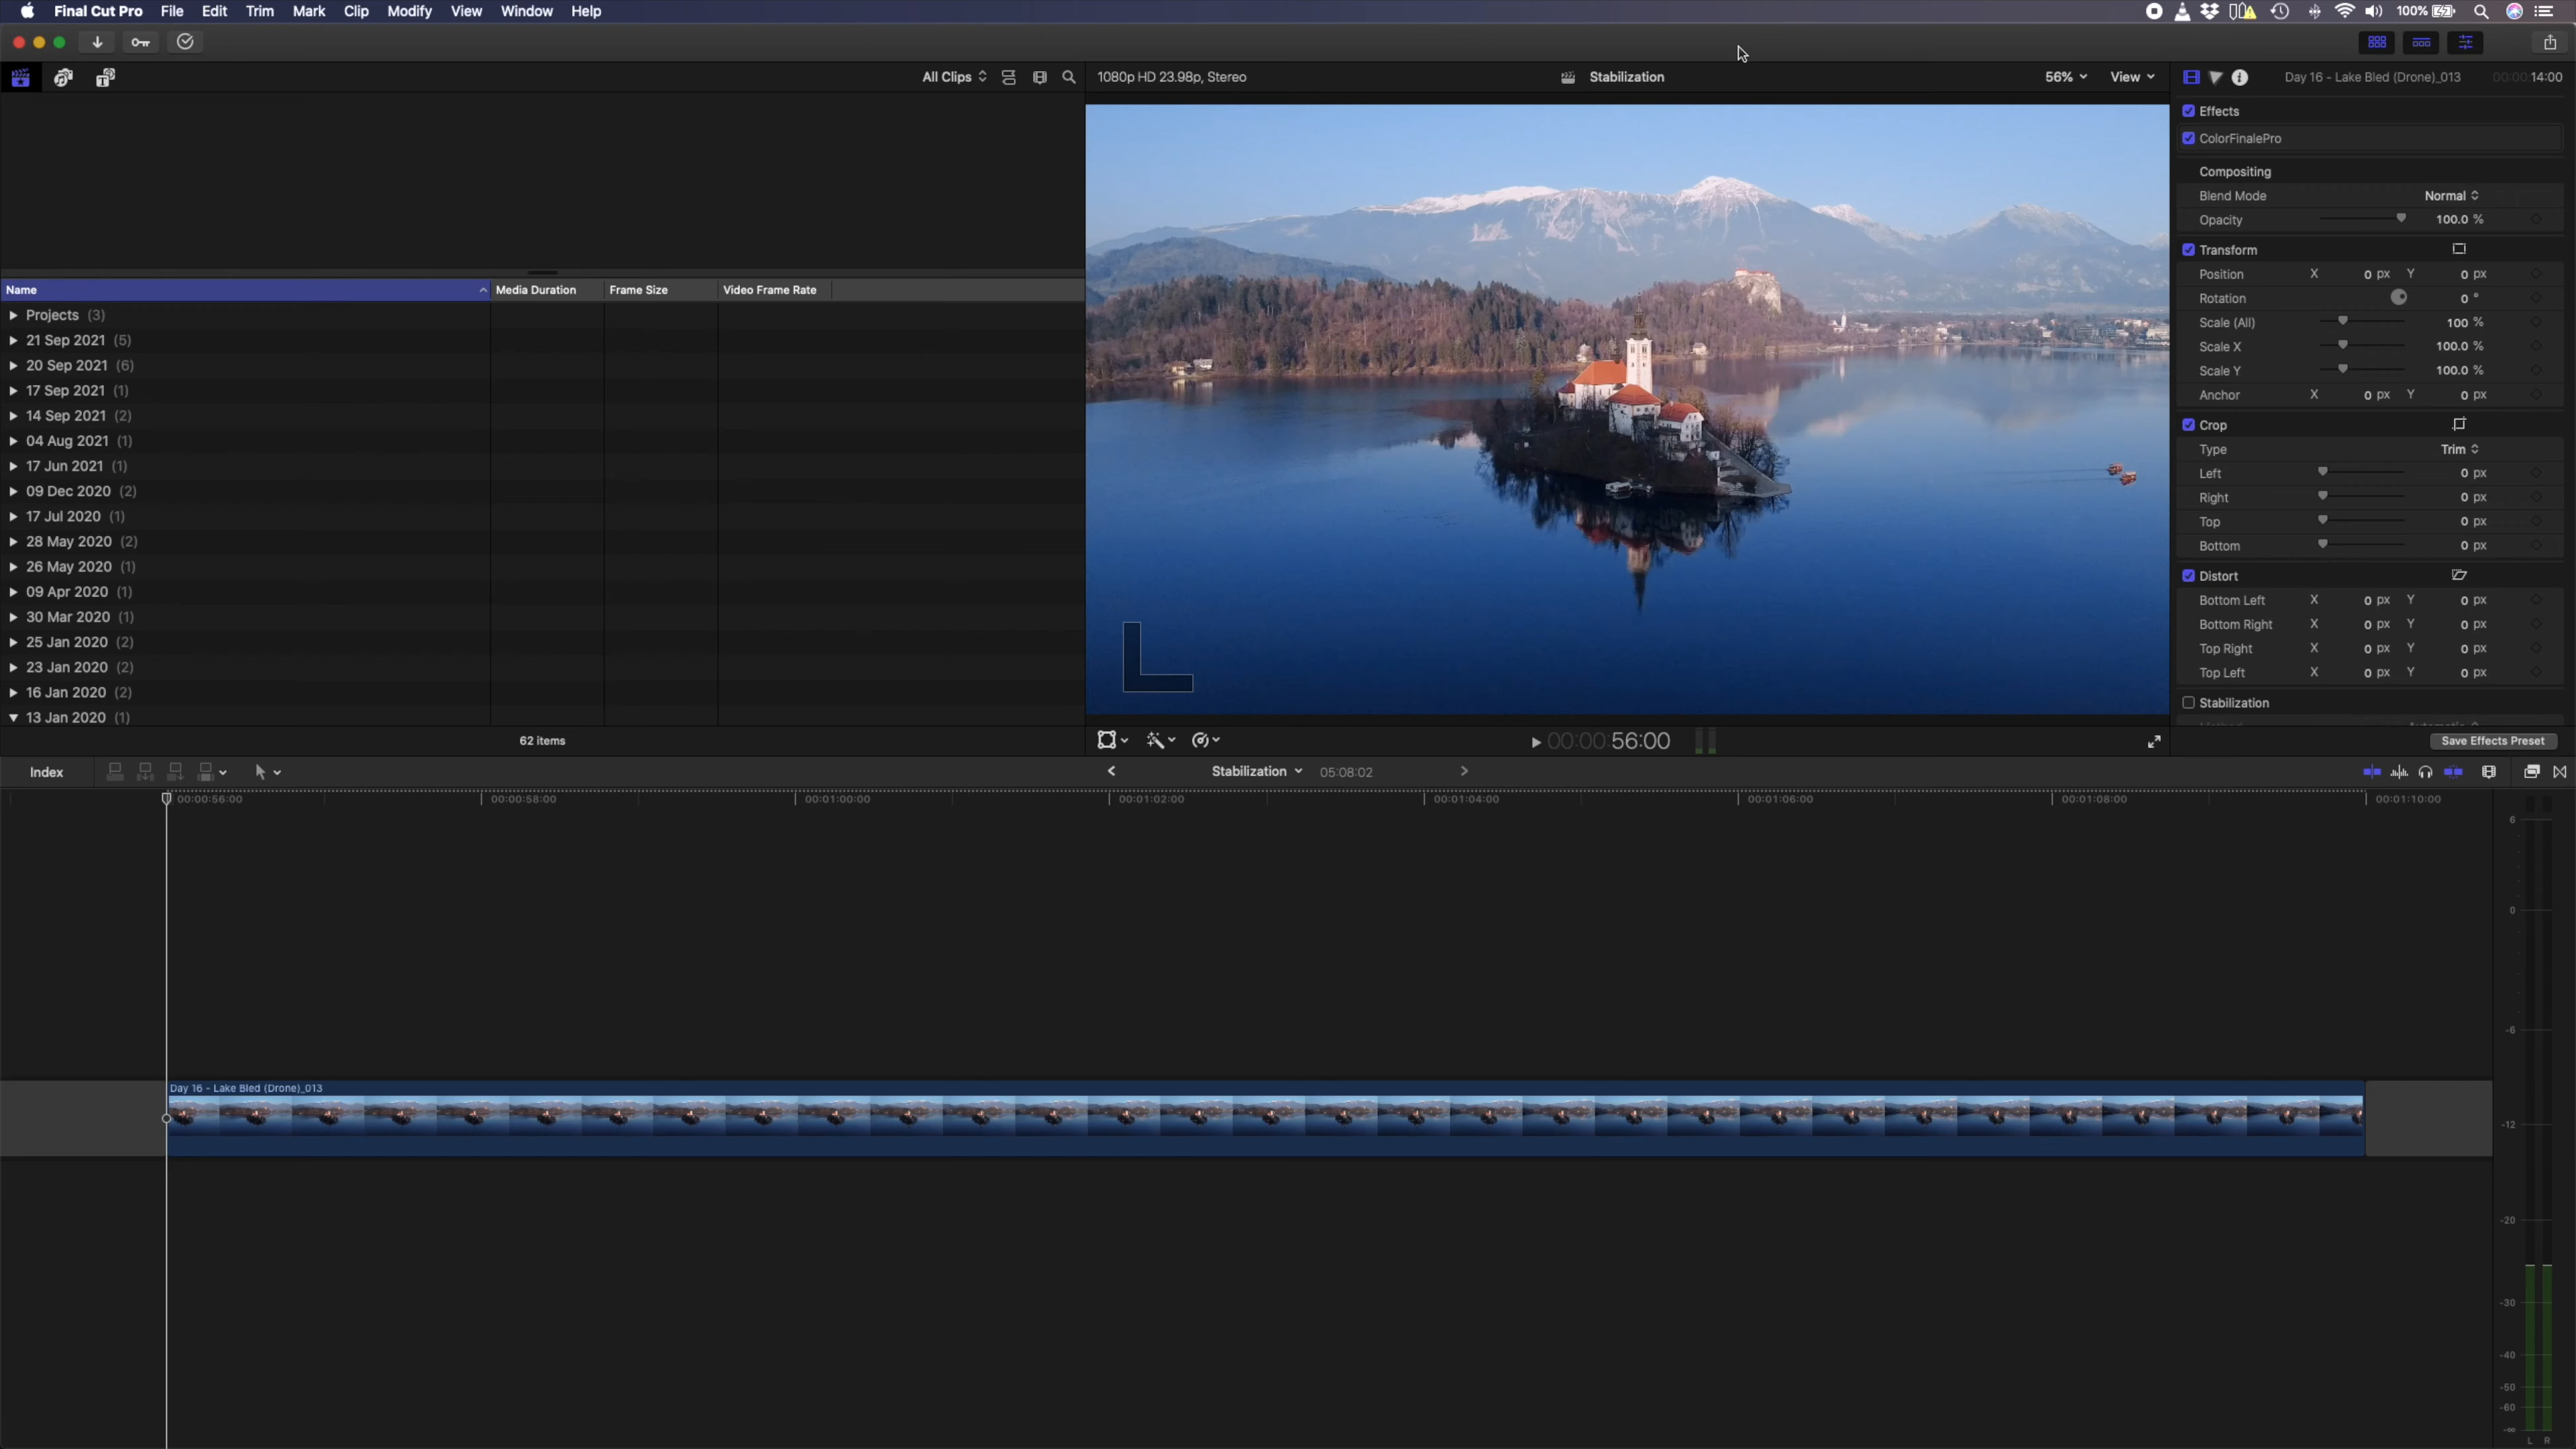 Final Cut Pro File Edit Trim Mark Clip Modify View Window Help 100%
All Clips 1080p HD 23.98p, Stereo Stabilization 56% View Day 16 - Lake Bled (Drone)_013 00:00:14:00
Effects
ColorFinalePro
Compositing
Blend Mode Normal
Opacity 100.0 %
Transform
Position X 0 px Y 0 px
Rotation 0 °
Scale (All) 100 %
Scale X 100.0 %
Scale Y 100.0 %
Anchor X 0 px Y 0 px
Crop
Type Trim
Left 0 px
Right 0 px
Top 0 px
Bottom 0 px
Distort
Bottom Left X 0 px Y 0 px
Bottom Right X 0 px Y 0 px
Top Right X 0 px Y 0 px
Top Left X 0 px Y 0 px
Stabilization
Save Effects Preset
Name Media Duration Frame Size Video Frame Rate
Projects (3)
21 Sep 2021 (5)
20 Sep 2021 (6)
17 Sep 2021 (1)
14 Sep 2021 (2)
04 Aug 2021 (1)
17 Jun 2021 (1)
09 Dec 2020 (2)
17 Jul 2020 (1)
28 May 2020 (2)
26 May 2020 (1)
09 Apr 2020 (1)
30 Mar 2020 (1)
25 Jan 2020 (2)
23 Jan 2020 (2)
16 Jan 2020 (2)
13 Jan 2020 (1)
62 items
00:00:56:00
Index Stabilization 05:08:02
00:00:56:00 00:00:58:00 00:01:00:00 00:01:02:00 00:01:04:00 00:01:06:00 00:01:08:00 00:01:10:00
Day 16 - Lake Bled (Drone)_013
6
0
-6
-12
-20
-30
-40
-50
-60
-∞
L R